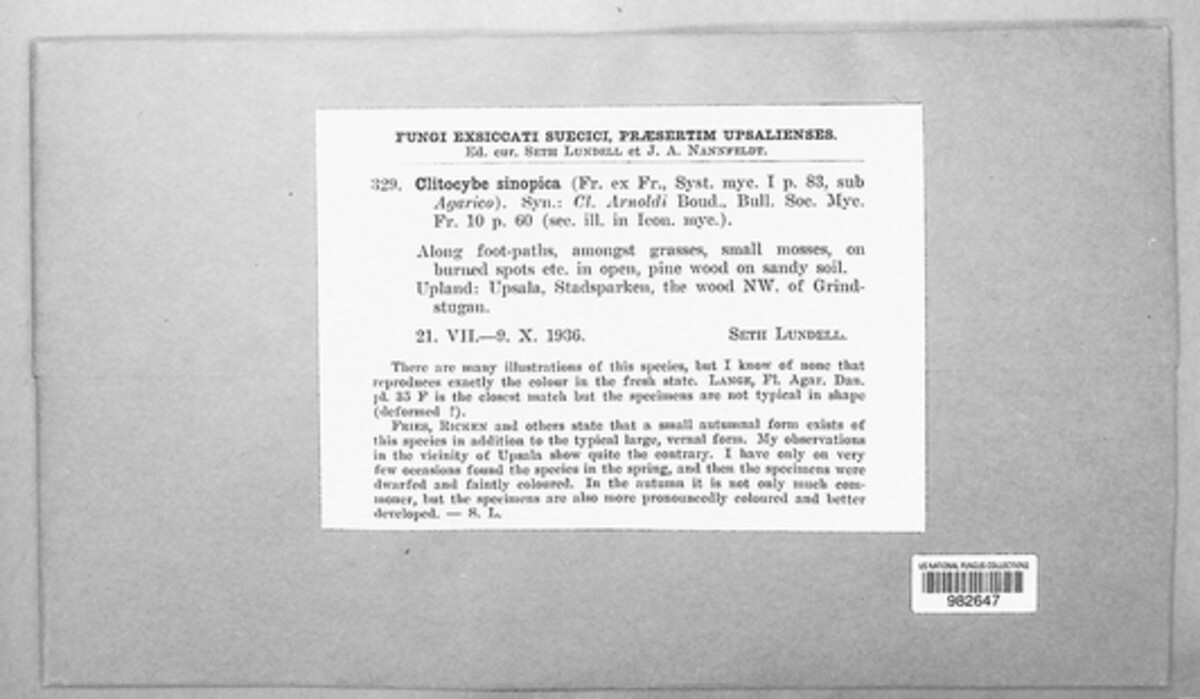 FUNGI EXSICCATI SUECICI, PRÆSERTIM UPSALIENSES.
Ed. cur. SETH LUNDELL et J. A. NANNFELDT.
329. Clitocybe sinopica (Fr. ex Fr., Syst. myc. I p. 83, sub
Agarico). Syn.: Cl. Arnoldi Boud., Bull. Soc. Myc.
Fr. 10 p. 60 (sec. ill. in Icon. myc.).
Along foot-paths, amongst grasses, small mosses, on
burned spots etc. in open, pine wood on sandy soil.
Upland: Upsala, Stadsparken, the wood NW. of Grind-
stugan.
21. VII.—9. X. 1936. SETH LUNDELL.
There are many illustrations of this species, but I know of none that
reproduces exactly the colour in the fresh state. LANGE, Fl. Agar. Dan.
pl. 35 F is the closest match but the specimens are not typical in shape
(deformed ?).
FRIES, RICKEN and others state that a small autumnal form exists of
this species in addition to the typical large, vernal form. My observations
in the vicinity of Upsala show quite the contrary. I have only on very
few occasions found the species in the spring, and then the specimens were
dwarfed and faintly coloured. In the autumn it is not only much com-
moner, but the specimens are also more pronouncedly coloured and better
developed. — S. L.
US NATIONAL FUNGUS COLLECTIONS
982647